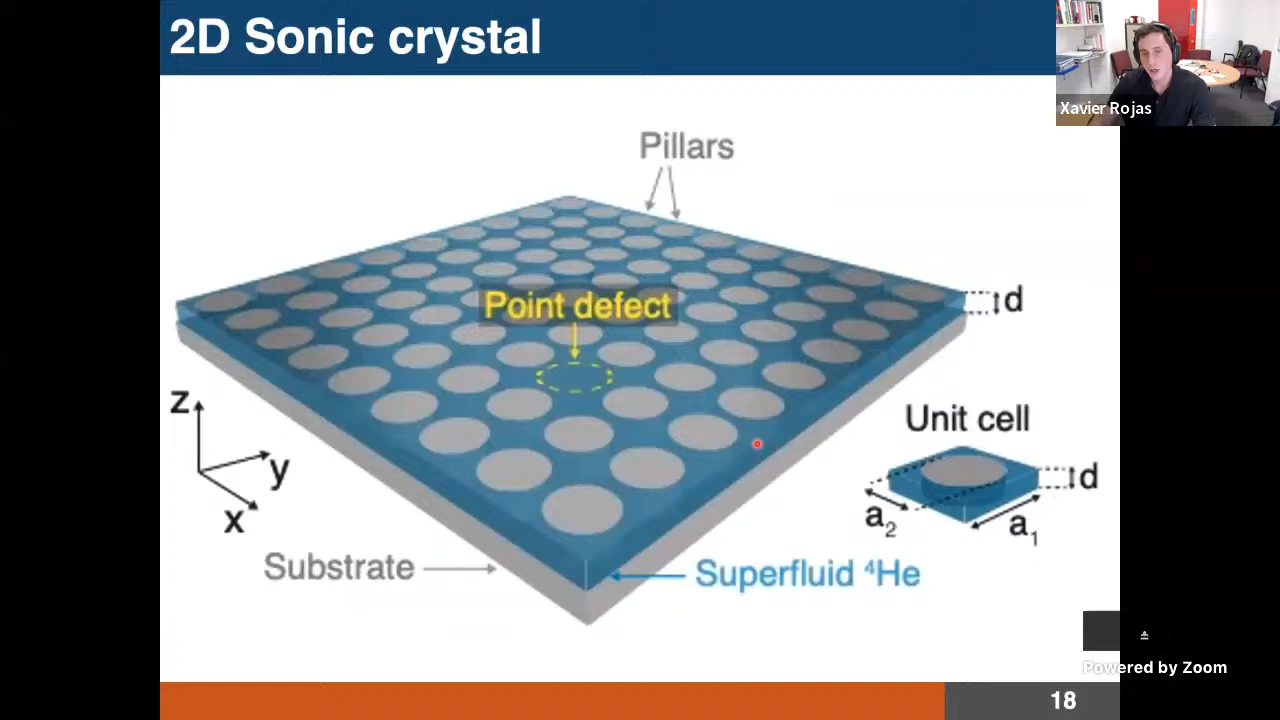 2D Sonic crystal
Xavier Rojas
Pillars
Point defect
d
Unit cell
d
a₂
a₁
z
y
x
Substrate
Superfluid ⁴He
Powered by Zoom
18